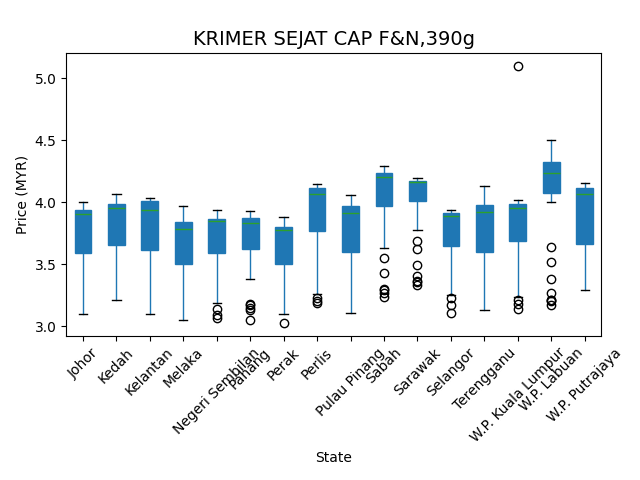 KRIMER SEJAT CAP F&N,390g
Price (MYR)
5.0
4.5
4.0
3.5
3.0
Johor
Kedah
Kelantan
Melaka
Negeri Sembilan
Pahang
Perak
Perlis
Pulau Pinang
Sabah
Sarawak
Selangor
Terengganu
W.P. Kuala Lumpur
W.P. Labuan
W.P. Putrajaya
State